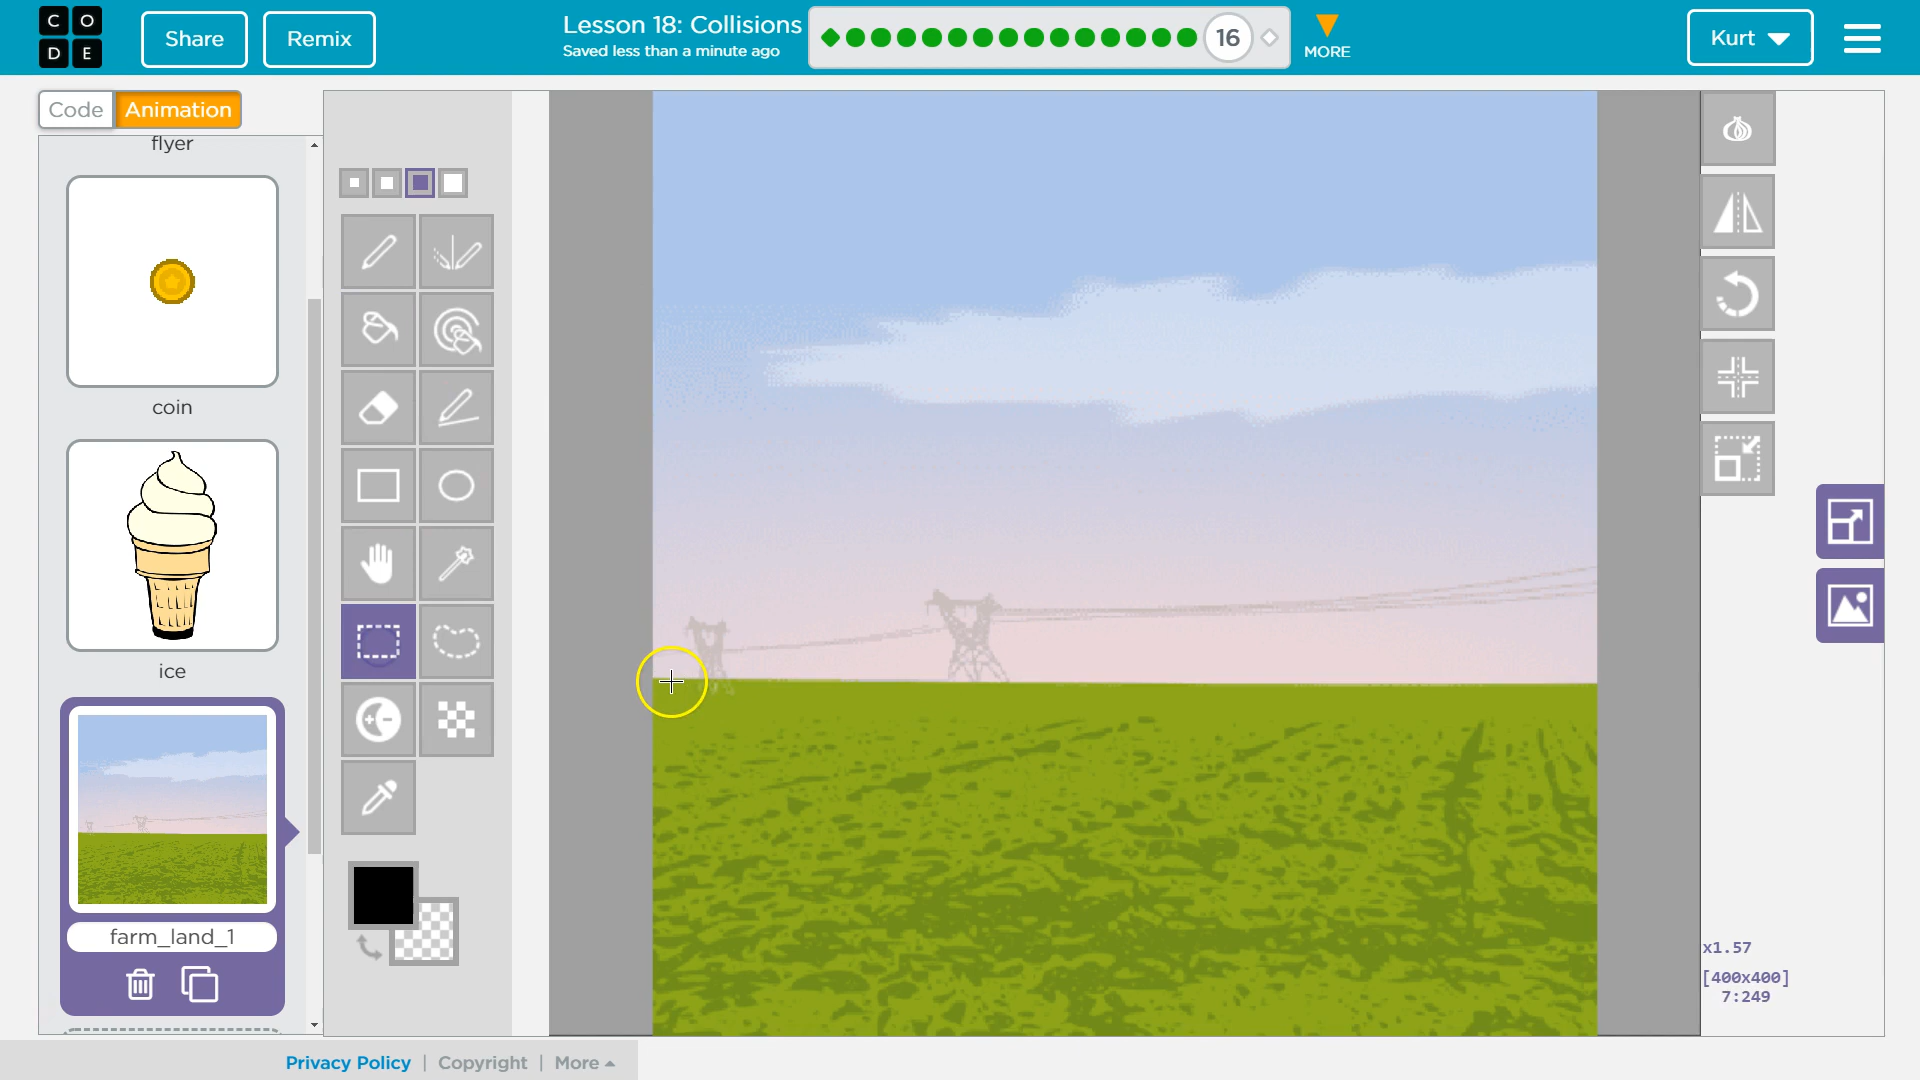 C O
D E
Share
Remix
Lesson 18: Collisions
Saved less than a minute ago
16
MORE
Kurt
Code
Animation
flyer
coin
ice
farm_land_1
x1.57
[400x400]
7:249
Privacy Policy | Copyright | More